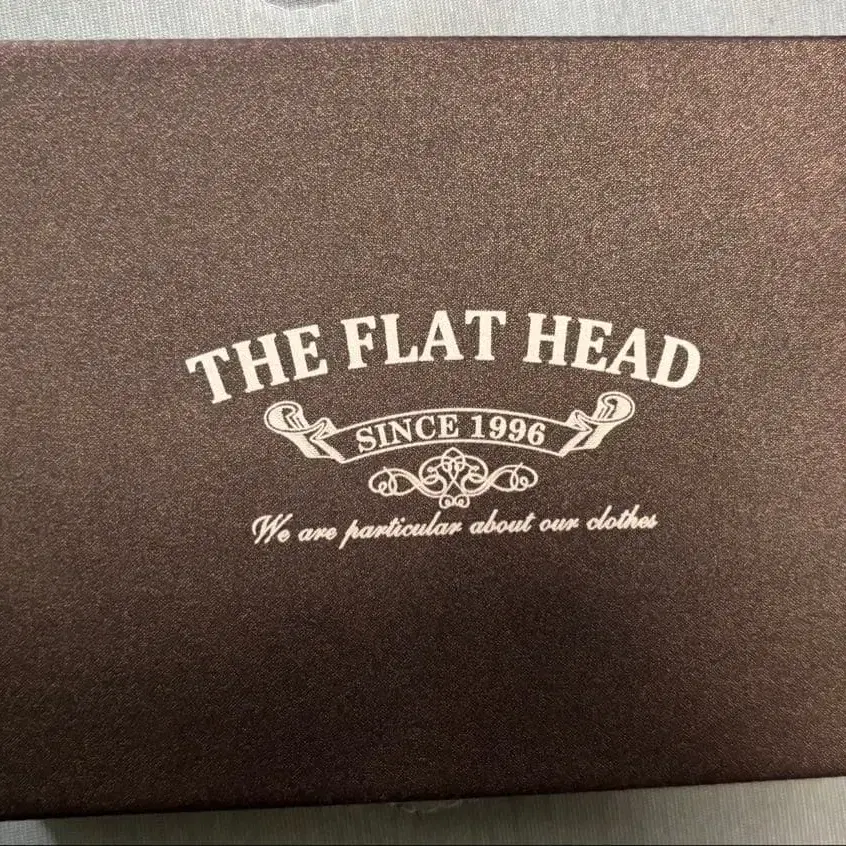 THE FLAT HEAD
SINCE 1996
We are particular about our clothes